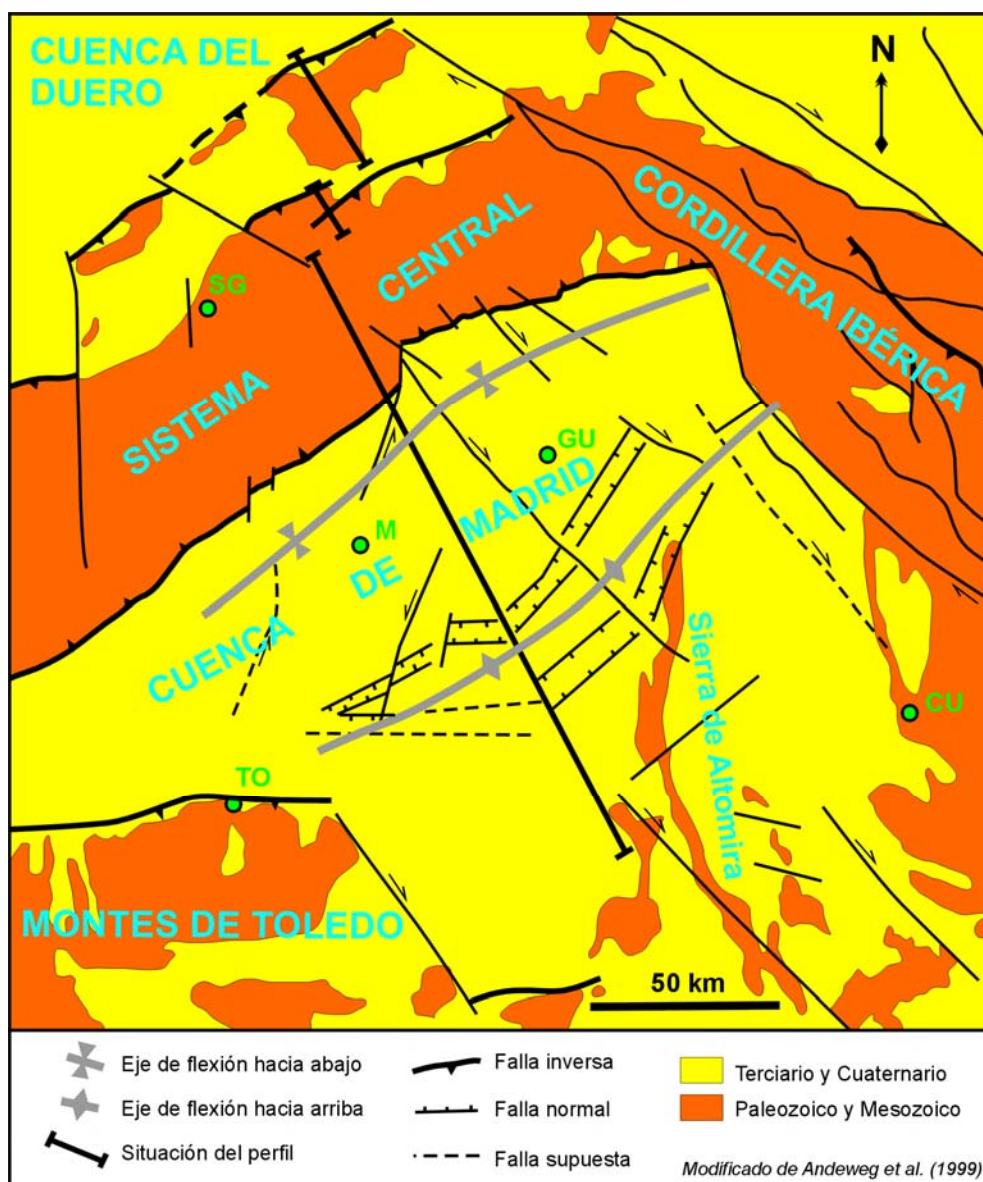 CUENCA DEL
DUERO
N
CORDILLERA IBÉRICA
CENTRAL
SG
SISTEMA
GU
MADRID
M
DE
CUENCA
Sierra de Altomira
CU
TO
MONTES DE TOLEDO
50 km
Eje de flexión hacia abajo
Eje de flexión hacia arriba
Situación del perfil
Falla inversa
Falla normal
Falla supuesta
Terciario y Cuaternario
Paleozoico y Mesozoico
Modificado de Andeweg et al. (1999)